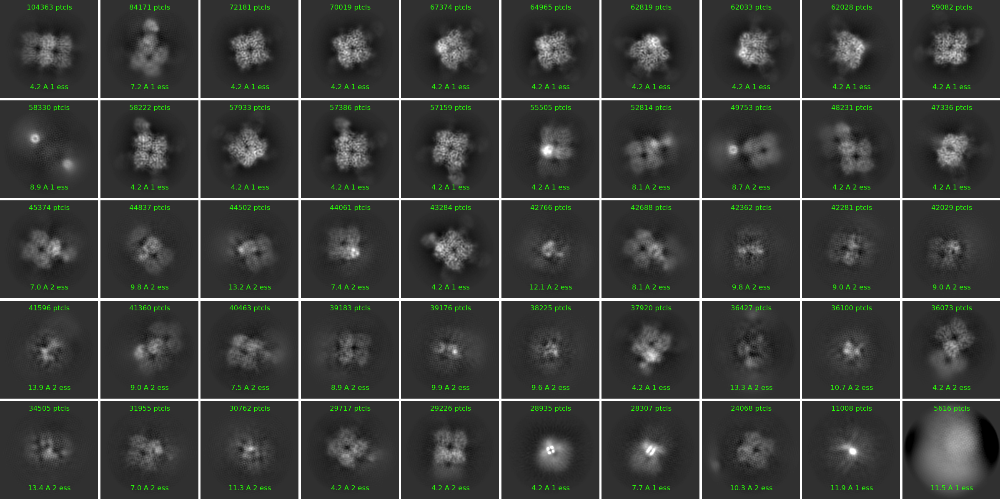 104363 ptcls 84171 ptcls 72181 ptcls 70019 ptcls 67374 ptcls 64965 ptcls 62819 ptcls 62033 ptcls 62028 ptcls 59082 ptcls
4.2 A 1 ess 7.2 A 1 ess 4.2 A 1 ess 4.2 A 1 ess 4.2 A 1 ess 4.2 A 1 ess 4.2 A 1 ess 4.2 A 1 ess 4.2 A 1 ess 4.2 A 1 ess
58330 ptcls 58222 ptcls 57933 ptcls 57386 ptcls 57159 ptcls 55505 ptcls 52814 ptcls 49753 ptcls 48231 ptcls 47336 ptcls
8.9 A 1 ess 4.2 A 1 ess 4.2 A 1 ess 4.2 A 1 ess 4.2 A 1 ess 4.2 A 1 ess 8.1 A 2 ess 8.7 A 2 ess 4.2 A 2 ess 4.2 A 1 ess
45374 ptcls 44837 ptcls 44502 ptcls 44061 ptcls 43284 ptcls 42766 ptcls 42688 ptcls 42362 ptcls 42281 ptcls 42029 ptcls
7.0 A 2 ess 9.8 A 2 ess 13.2 A 2 ess 7.4 A 2 ess 4.2 A 1 ess 12.1 A 2 ess 8.1 A 2 ess 9.8 A 2 ess 9.0 A 2 ess 9.0 A 2 ess
41596 ptcls 41360 ptcls 40463 ptcls 39183 ptcls 39176 ptcls 38225 ptcls 37920 ptcls 36427 ptcls 36100 ptcls 36073 ptcls
13.9 A 2 ess 9.0 A 2 ess 7.5 A 2 ess 8.9 A 2 ess 9.9 A 2 ess 9.6 A 2 ess 4.2 A 1 ess 13.3 A 2 ess 10.7 A 2 ess 4.2 A 2 ess
34505 ptcls 31955 ptcls 30762 ptcls 29717 ptcls 29226 ptcls 28935 ptcls 28307 ptcls 24068 ptcls 11008 ptcls 5616 ptcls
13.4 A 2 ess 7.0 A 2 ess 11.3 A 2 ess 4.2 A 2 ess 4.2 A 2 ess 4.2 A 1 ess 7.7 A 1 ess 10.3 A 2 ess 11.9 A 1 ess 11.5 A 1 ess